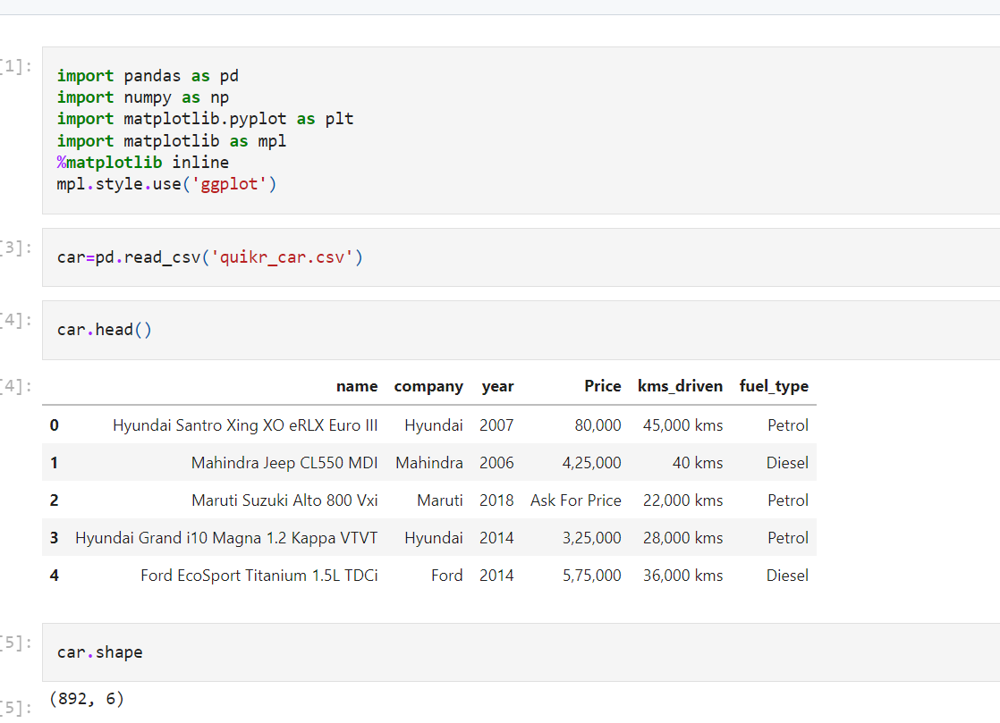 [1]:
import pandas as pd
import numpy as np
import matplotlib.pyplot as plt
import matplotlib as mpl
%matplotlib inline
mpl.style.use('ggplot')
[3]:
car=pd.read_csv('quikr_car.csv')
[4]:
car.head()
[4]:
name company year Price kms_driven fuel_type
0 Hyundai Santro Xing XO eRLX Euro III Hyundai 2007 80,000 45,000 kms Petrol
1 Mahindra Jeep CL550 MDI Mahindra 2006 4,25,000 40 kms Diesel
2 Maruti Suzuki Alto 800 Vxi Maruti 2018 Ask For Price 22,000 kms Petrol
3 Hyundai Grand i10 Magna 1.2 Kappa VTVT Hyundai 2014 3,25,000 28,000 kms Petrol
4 Ford EcoSport Titanium 1.5L TDCi Ford 2014 5,75,000 36,000 kms Diesel
[5]:
car.shape
[5]:
(892, 6)